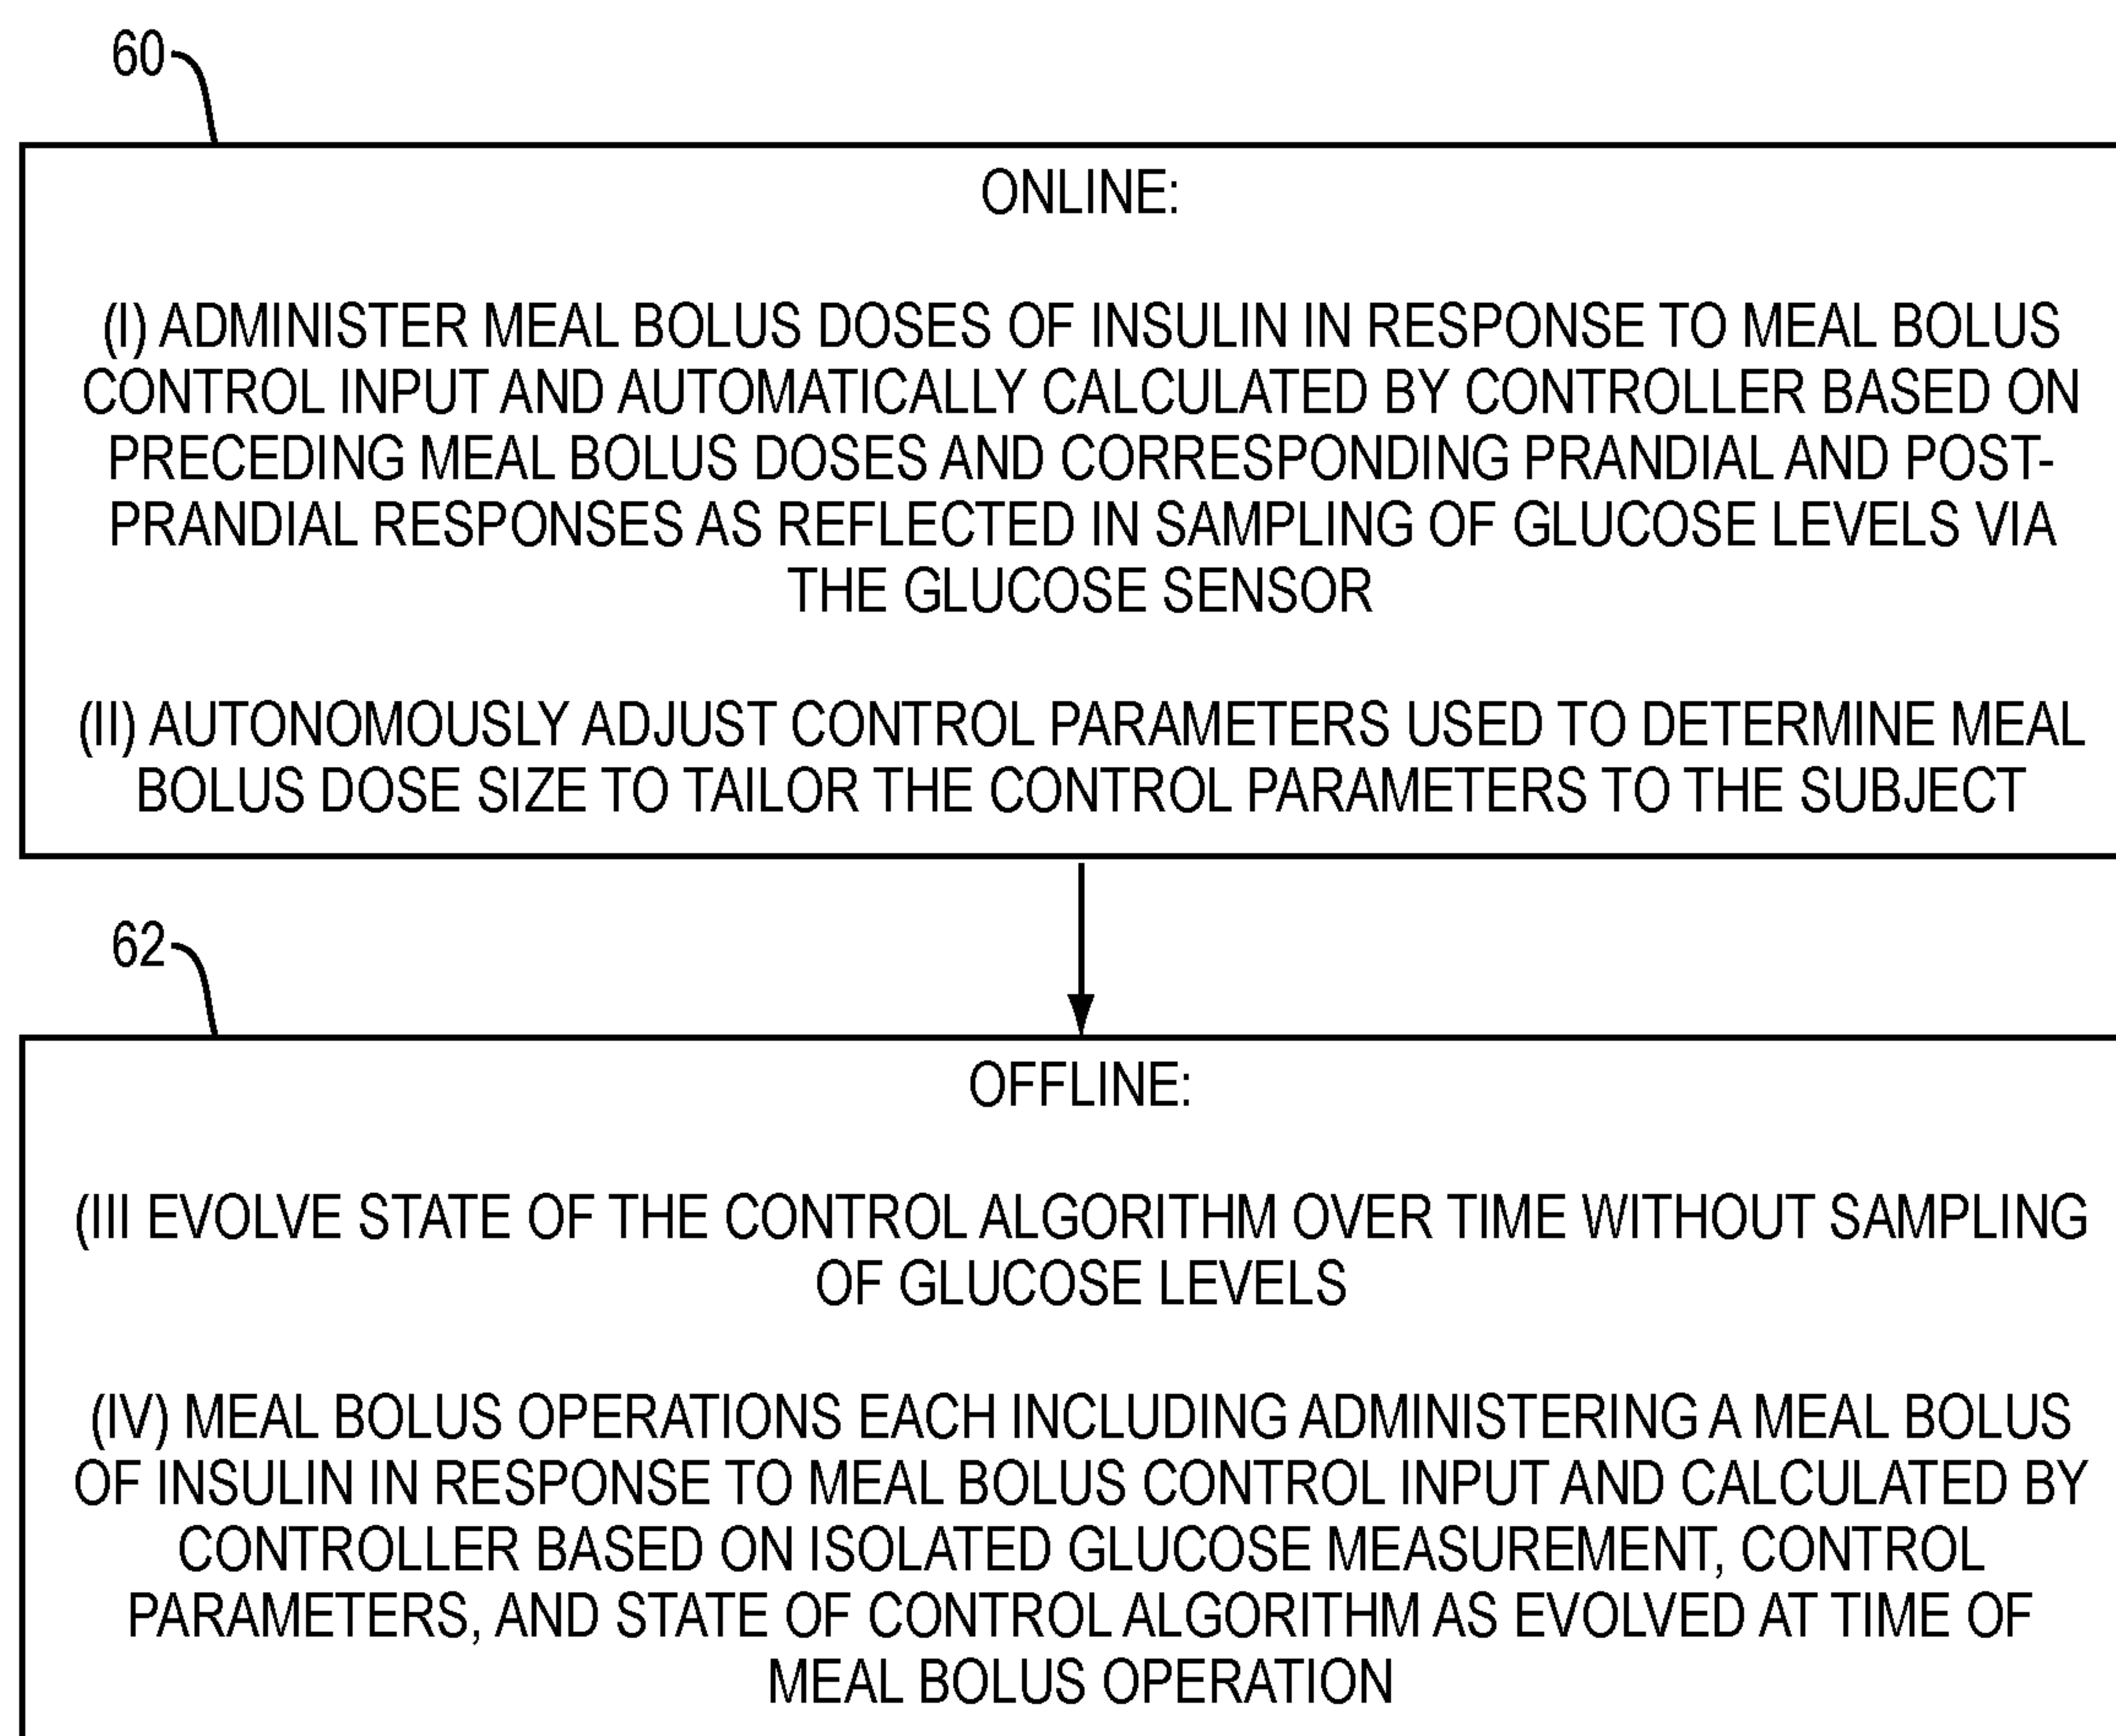 60
ONLINE:
(I) ADMINISTER MEAL BOLUS DOSES OF INSULIN IN RESPONSE TO MEAL BOLUS
CONTROL INPUT AND AUTOMATICALLY CALCULATED BY CONTROLLER BASED ON
PRECEDING MEAL BOLUS DOSES AND CORRESPONDING PRANDIAL AND POST-
PRANDIAL RESPONSES AS REFLECTED IN SAMPLING OF GLUCOSE LEVELS VIA
THE GLUCOSE SENSOR
(II) AUTONOMOUSLY ADJUST CONTROL PARAMETERS USED TO DETERMINE MEAL
BOLUS DOSE SIZE TO TAILOR THE CONTROL PARAMETERS TO THE SUBJECT
62
OFFLINE:
(III EVOLVE STATE OF THE CONTROL ALGORITHM OVER TIME WITHOUT SAMPLING
OF GLUCOSE LEVELS
(IV) MEAL BOLUS OPERATIONS EACH INCLUDING ADMINISTERING A MEAL BOLUS
OF INSULIN IN RESPONSE TO MEAL BOLUS CONTROL INPUT AND CALCULATED BY
CONTROLLER BASED ON ISOLATED GLUCOSE MEASUREMENT, CONTROL
PARAMETERS, AND STATE OF CONTROL ALGORITHM AS EVOLVED AT TIME OF
MEAL BOLUS OPERATION